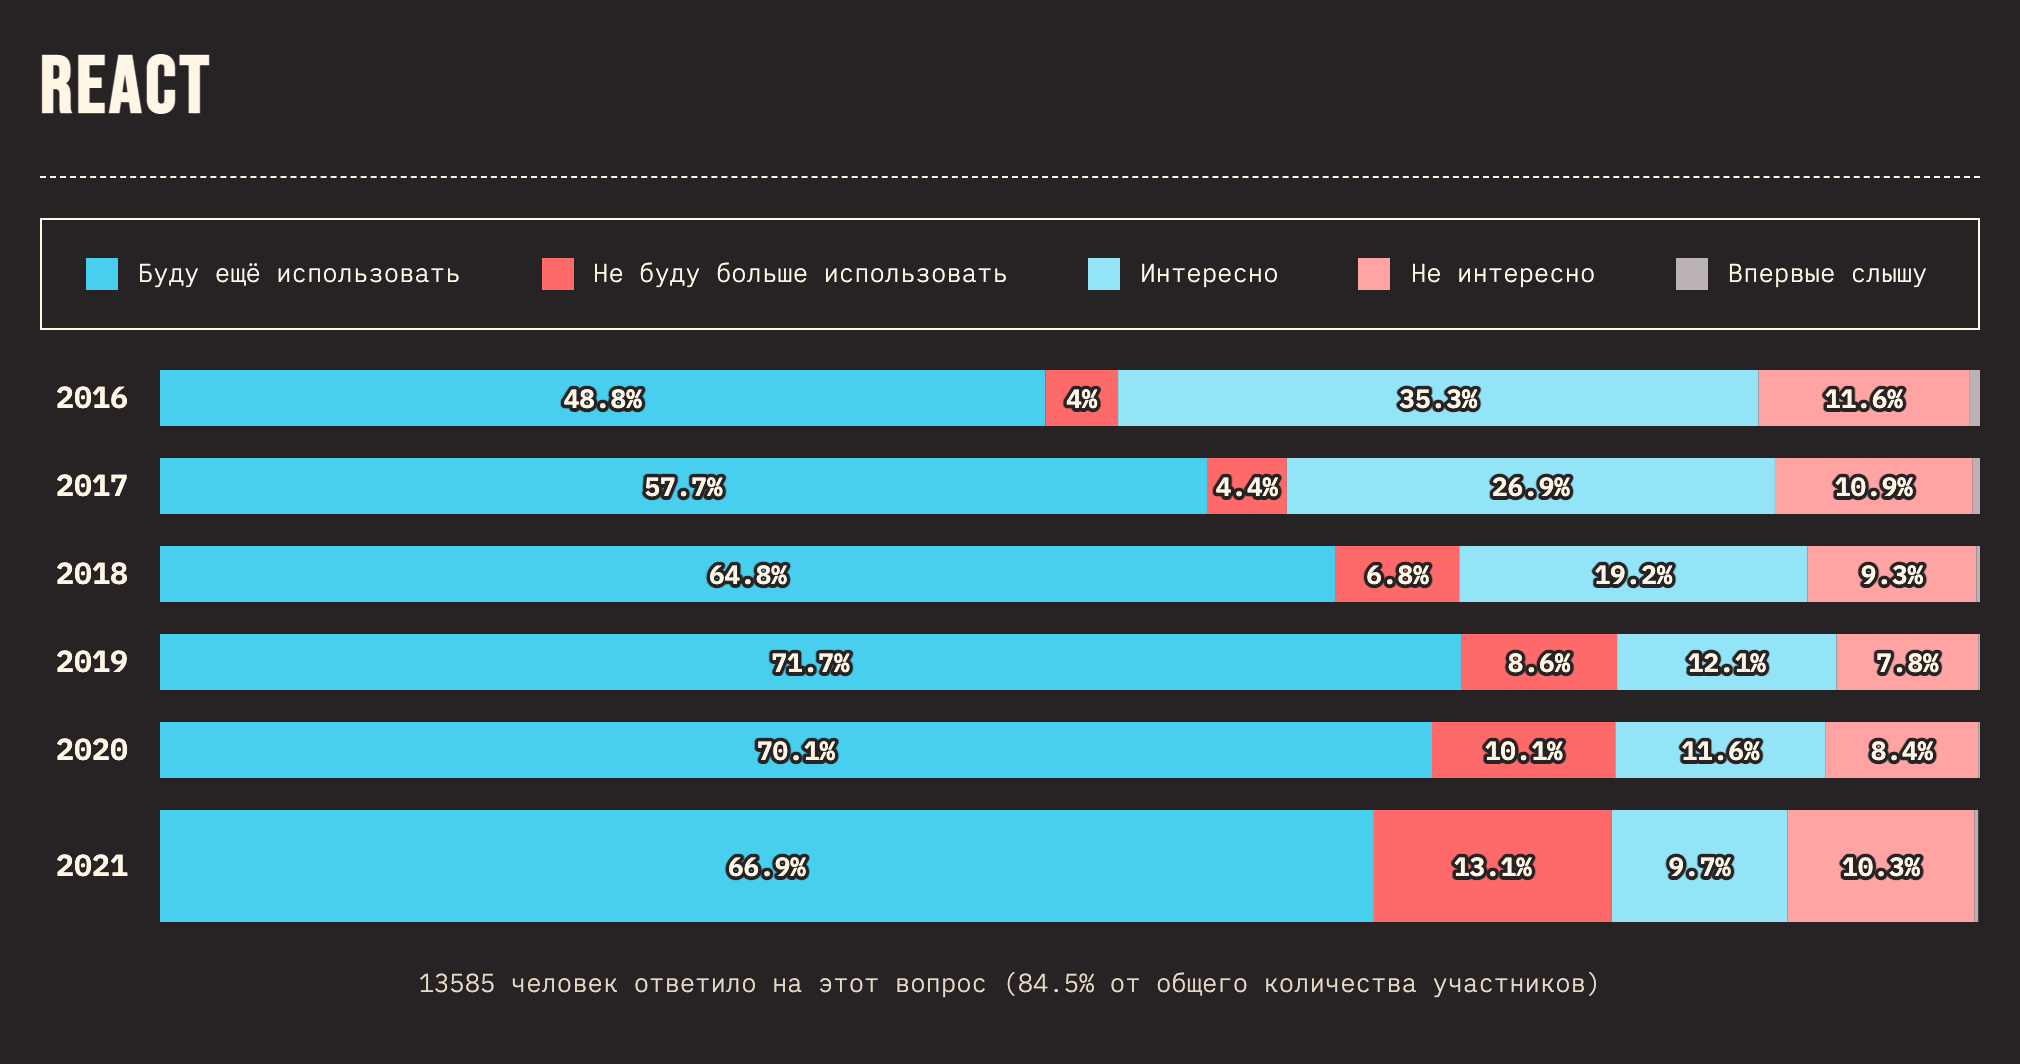 REACT
Буду ещё использовать Не буду больше использовать Интересно Не интересно Впервые слышу
2016 48.8% 4% 35.3% 11.6%
2017 57.7% 4.4% 26.9% 10.9%
2018 64.8% 6.8% 19.2% 9.3%
2019 71.7% 8.6% 12.1% 7.8%
2020 70.1% 10.1% 11.6% 8.4%
2021 66.9% 13.1% 9.7% 10.3%
13585 человек ответило на этот вопрос (84.5% от общего количества участников)